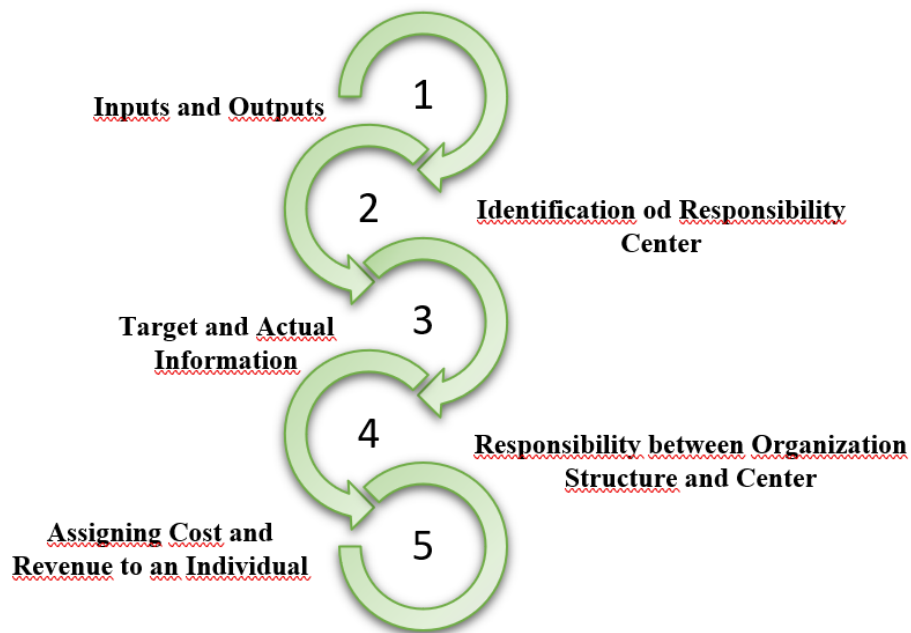 1
Inputs and Outputs
2
Identification od Responsibility
Center
3
Target and Actual
Information
4
Responsibility between Organization
Structure and Center
5
Assigning Cost and
Revenue to an Individual